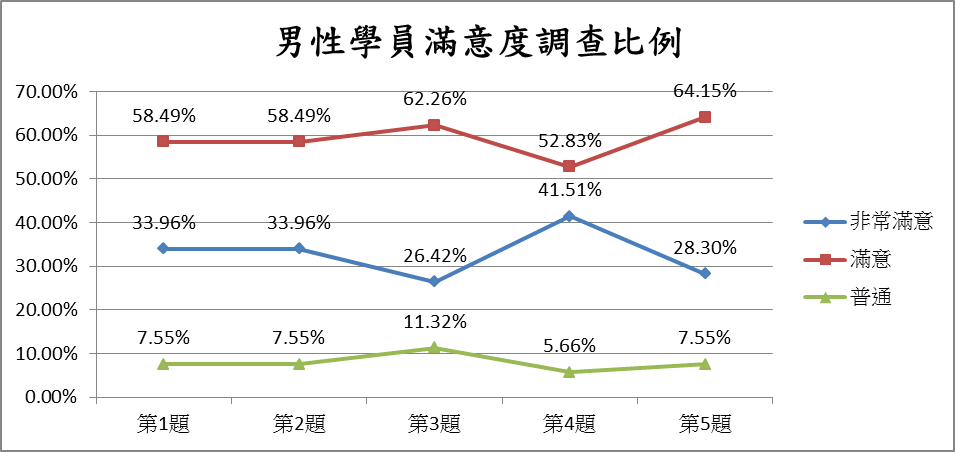 男性學員滿意度調查比例
70.00%
60.00%
50.00%
40.00%
30.00%
20.00%
10.00%
0.00%
58.49% 58.49% 62.26% 52.83% 64.15%
33.96% 33.96% 26.42% 41.51% 28.30%
7.55% 7.55% 11.32% 5.66% 7.55%
第1題 第2題 第3題 第4題 第5題
非常滿意
滿意
普通